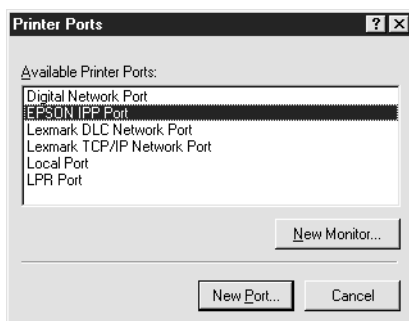 Printer Ports
Available Printer Ports:
Digital Network Port
EPSON IPP Port
Lexmark DLC Network Port
Lexmark TCP/IP Network Port
Local Port
LPR Port
New Monitor...
New Port...
Cancel